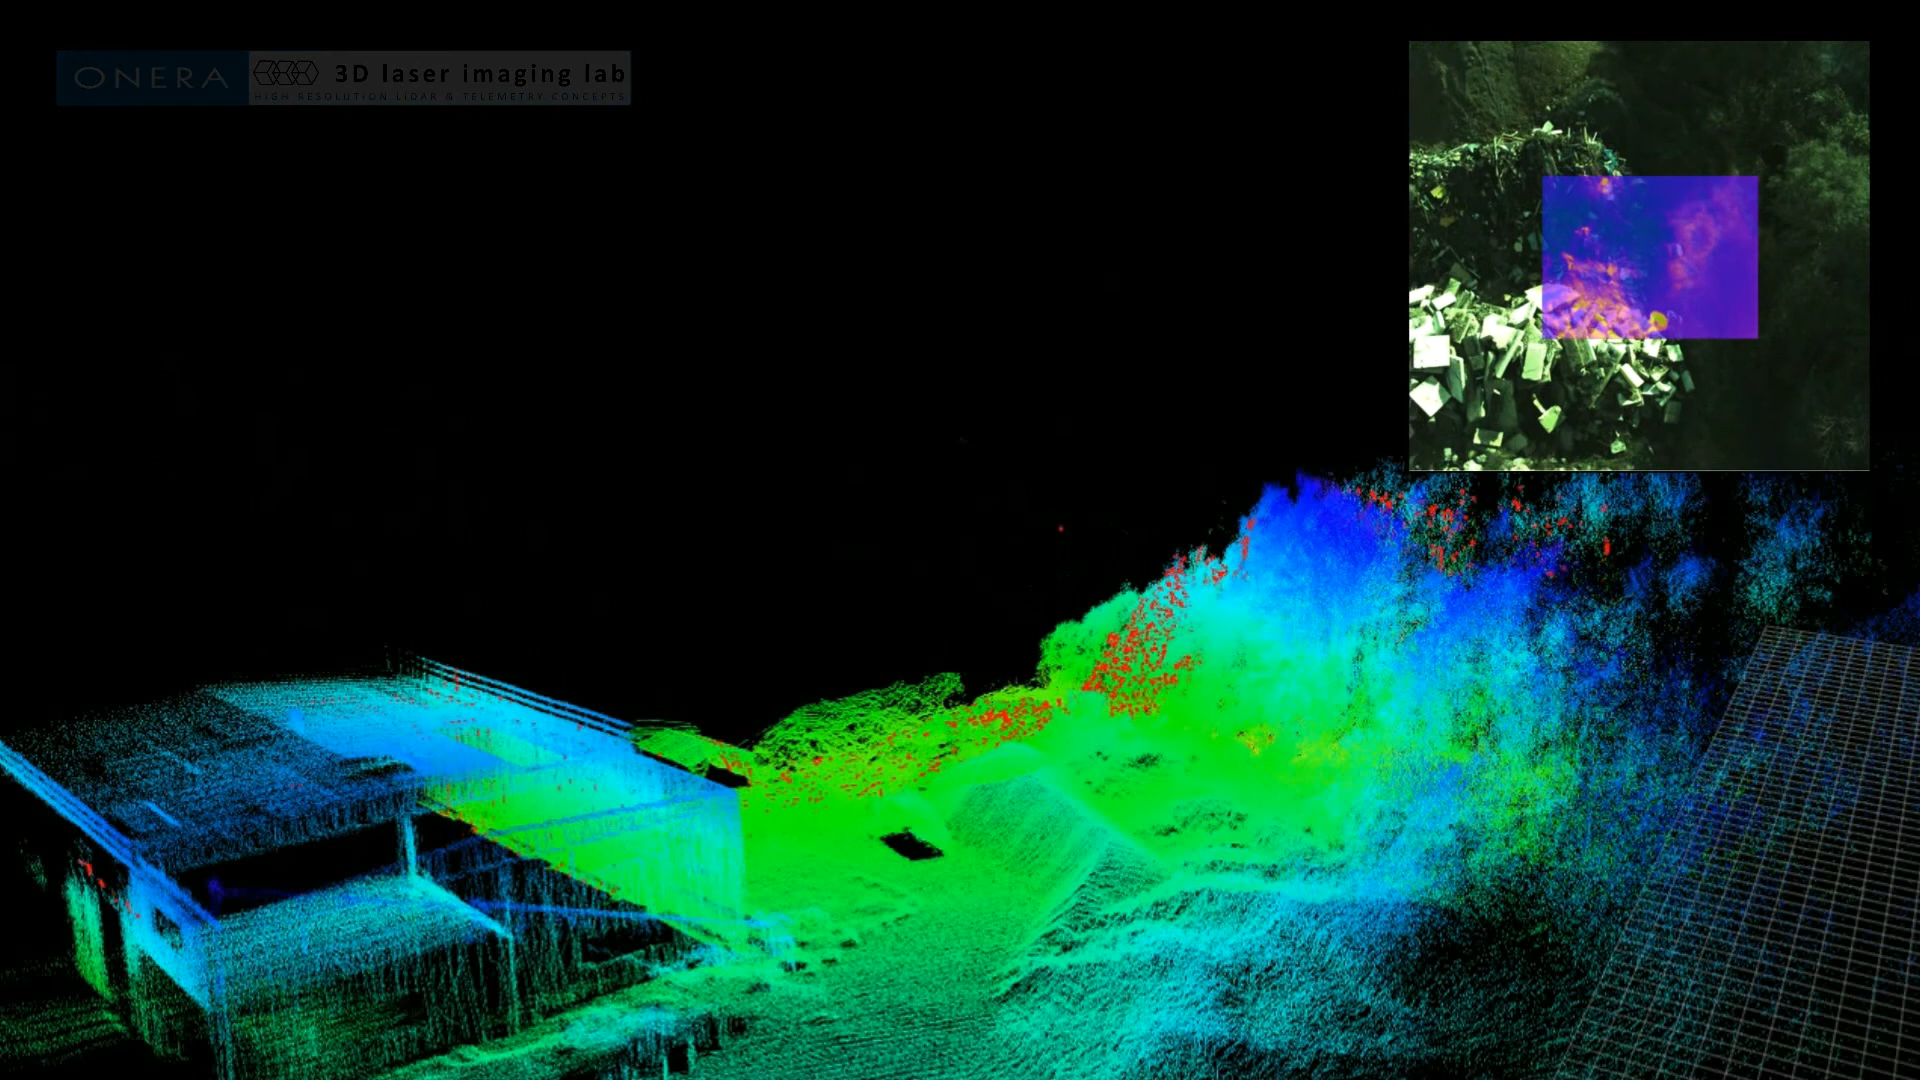 ONERA
3D laser imaging lab
HIGH RESOLUTION LIDAR & TELEMETRY CONCEPTS